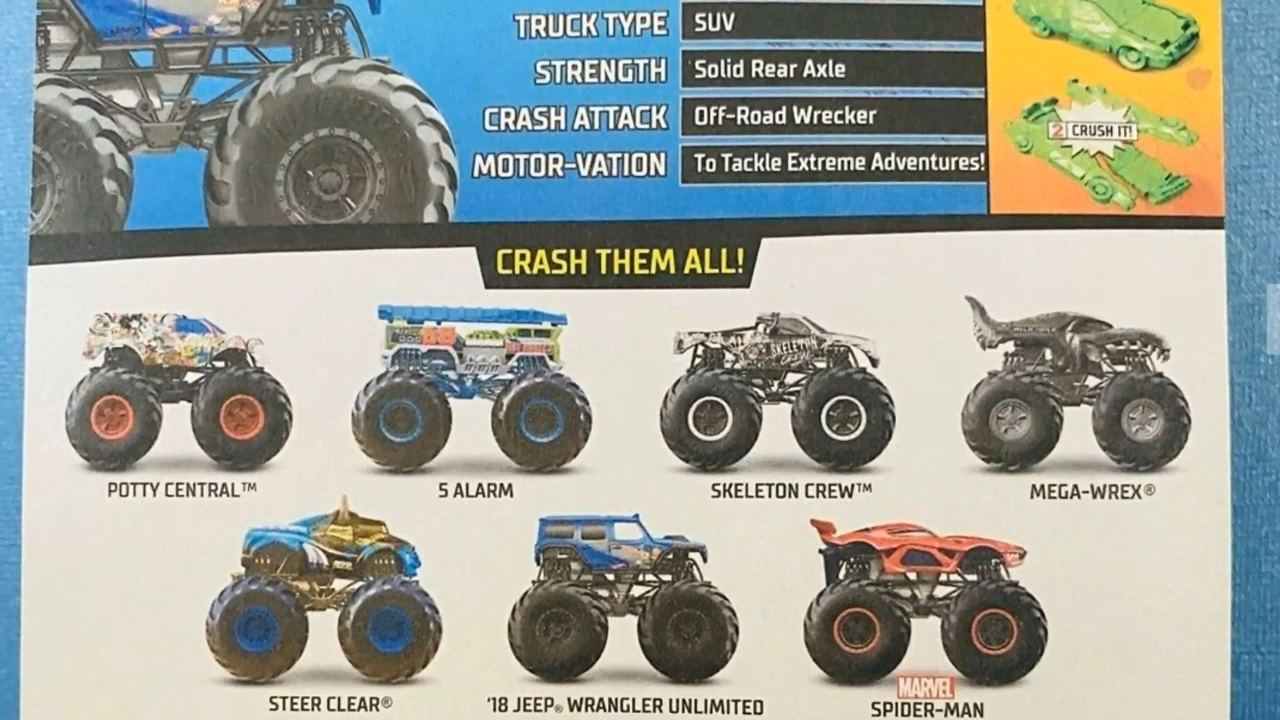 TRUCK TYPE SUV
STRENGTH Solid Rear Axle
CRASH ATTACK Off-Road Wrecker
MOTOR-VATION To Tackle Extreme Adventures!
2 CRUSH IT!
CRASH THEM ALL!
SKELETON
POTTY CENTRAL™ 5 ALARM SKELETON CREW™ MEGA-WREX®
STEER CLEAR® '18 JEEP® WRANGLER UNLIMITED MARVEL
SPIDER-MAN